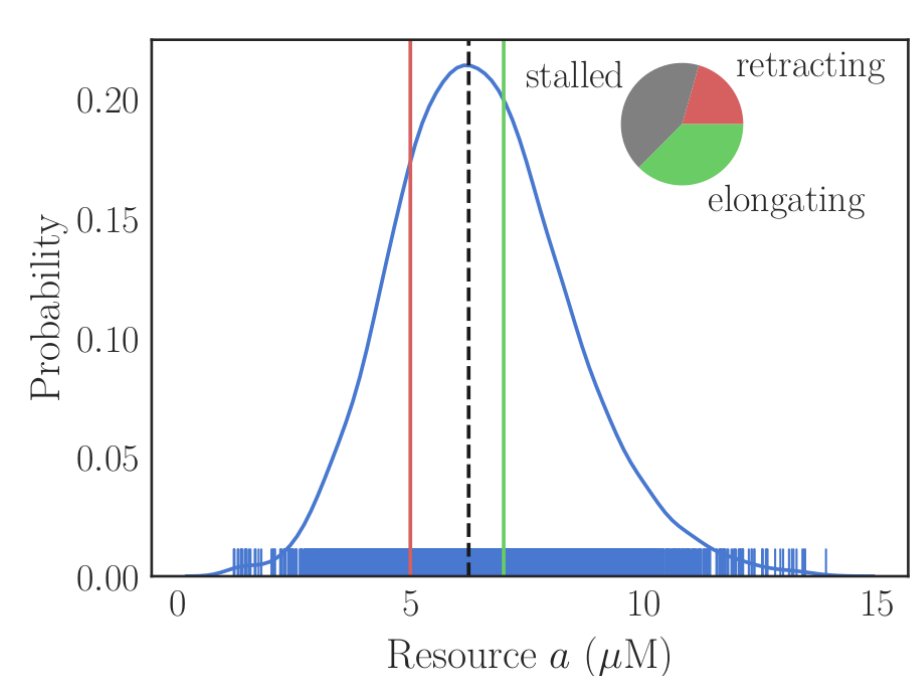 stalled
retracting
elongating
Probability
0.20
0.15
0.10
0.05
0.00
0
5
10
15
Resource a (μM)